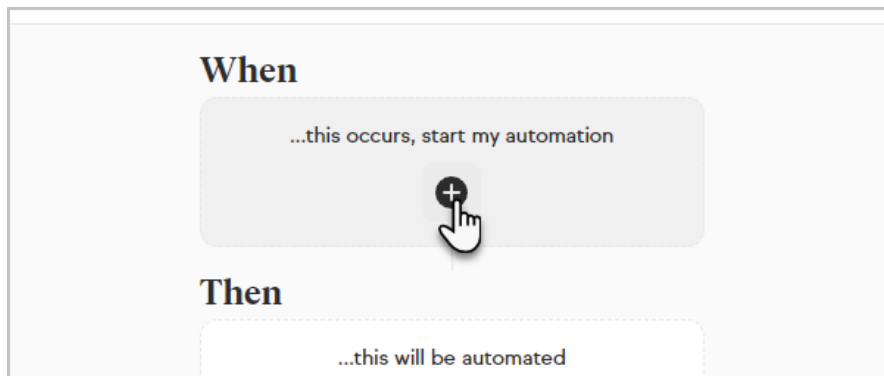 When
...this occurs, start my automation
Then
...this will be automated